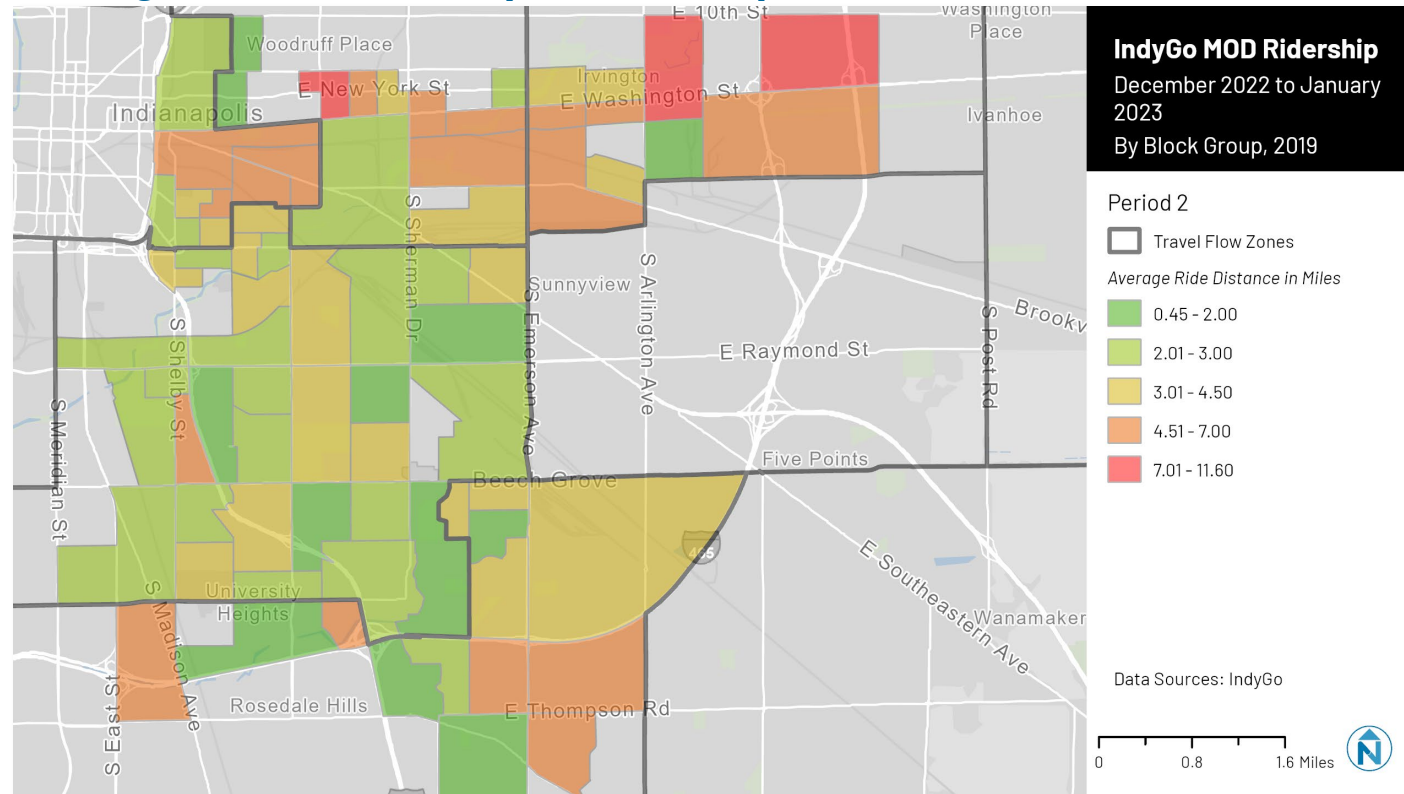 E 10th St
Washington
Place
Woodruff Place
Irvington
E New York St
E Washington St
Indianapolis
Ivanhoe
S Sherman Dr
Sunnyview
S Emerson Ave
S Arlington Ave
S Post Rd
Brookv
S Shelby St
E Raymond St
S Meridian St
Five Points
Beech Grove
465
E Southeastern Ave
University
Heights
S Madison Ave
Wanamaker
S East St
Rosedale Hills
E Thompson Rd
IndyGo MOD Ridership
December 2022 to January
2023
By Block Group, 2019
Period 2
Travel Flow Zones
Average Ride Distance in Miles
0.45 - 2.00
2.01 - 3.00
3.01 - 4.50
4.51 - 7.00
7.01 - 11.60
Data Sources: IndyGo
0 0.8 1.6 Miles
N